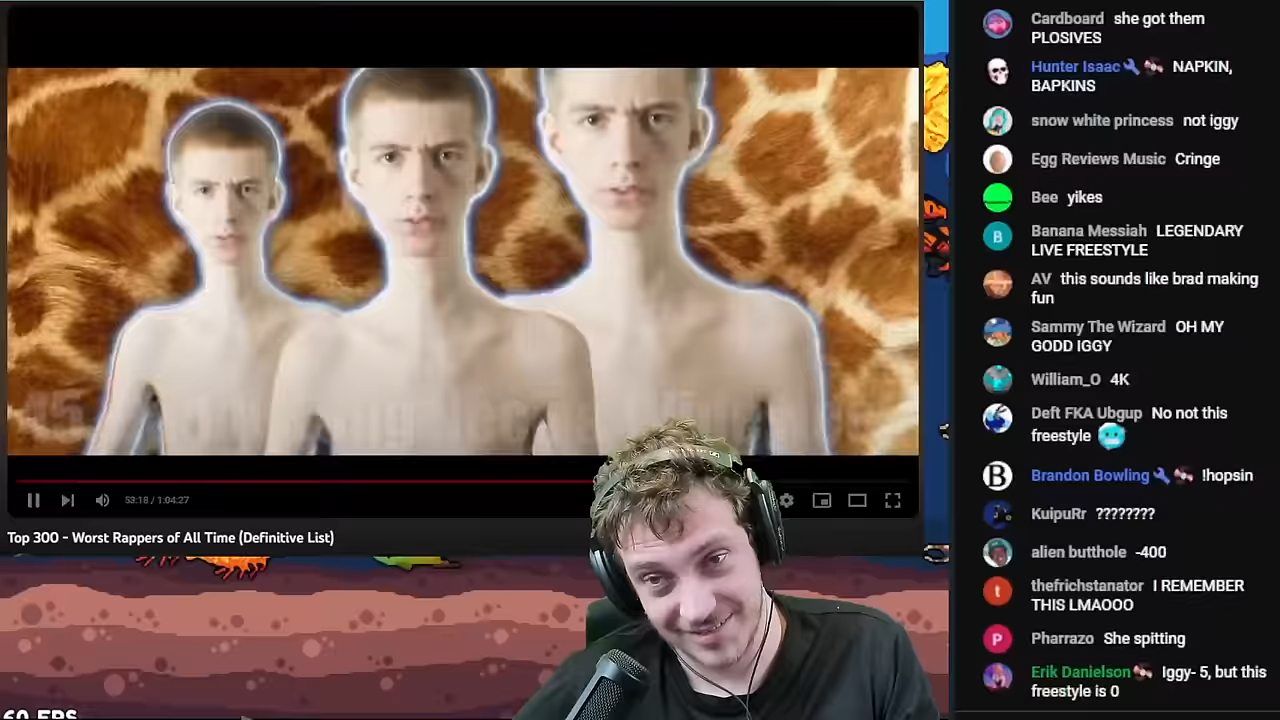 53:18 / 1:04:27
Top 300 - Worst Rappers of All Time (Definitive List)
60 FPS
Cardboard she got them
PLOSIVES
Hunter Isaac NAPKIN,
BAPKINS
snow white princess not iggy
Egg Reviews Music Cringe
Bee yikes
B
Banana Messiah LEGENDARY
LIVE FREESTYLE
AV this sounds like brad making
fun
Sammy The Wizard OH MY
GODD IGGY
William_O 4K
Deft FKA Ubgup No not this
freestyle
B
Brandon Bowling !hopsin
KuipuRr ????????
alien butthole -400
t
thefrichstanator I REMEMBER
THIS LMAOOO
P
Pharrazo She spitting
Erik Danielson Iggy- 5, but this
freestyle is 0